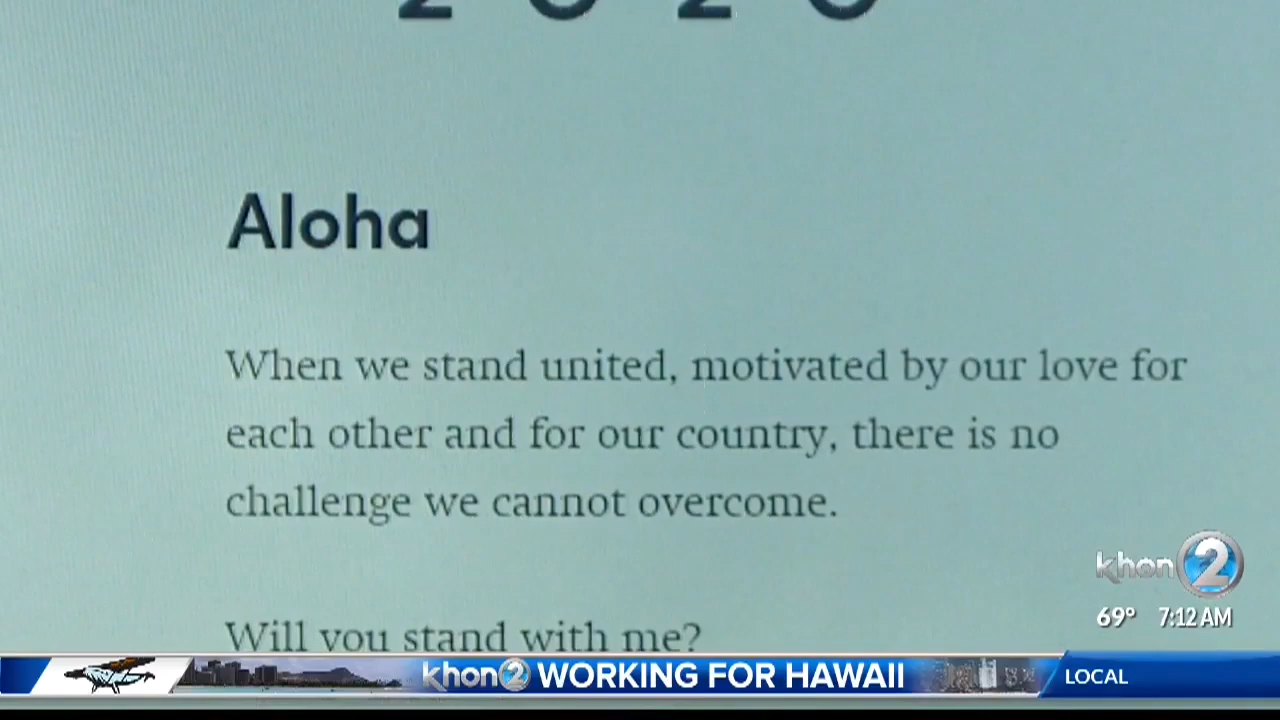 2020
Aloha
When we stand united, motivated by our love for
each other and for our country, there is no
challenge we cannot overcome.
Will you stand with me?
khon2
69° 7:12 AM
khon2 WORKING FOR HAWAII
LOCAL